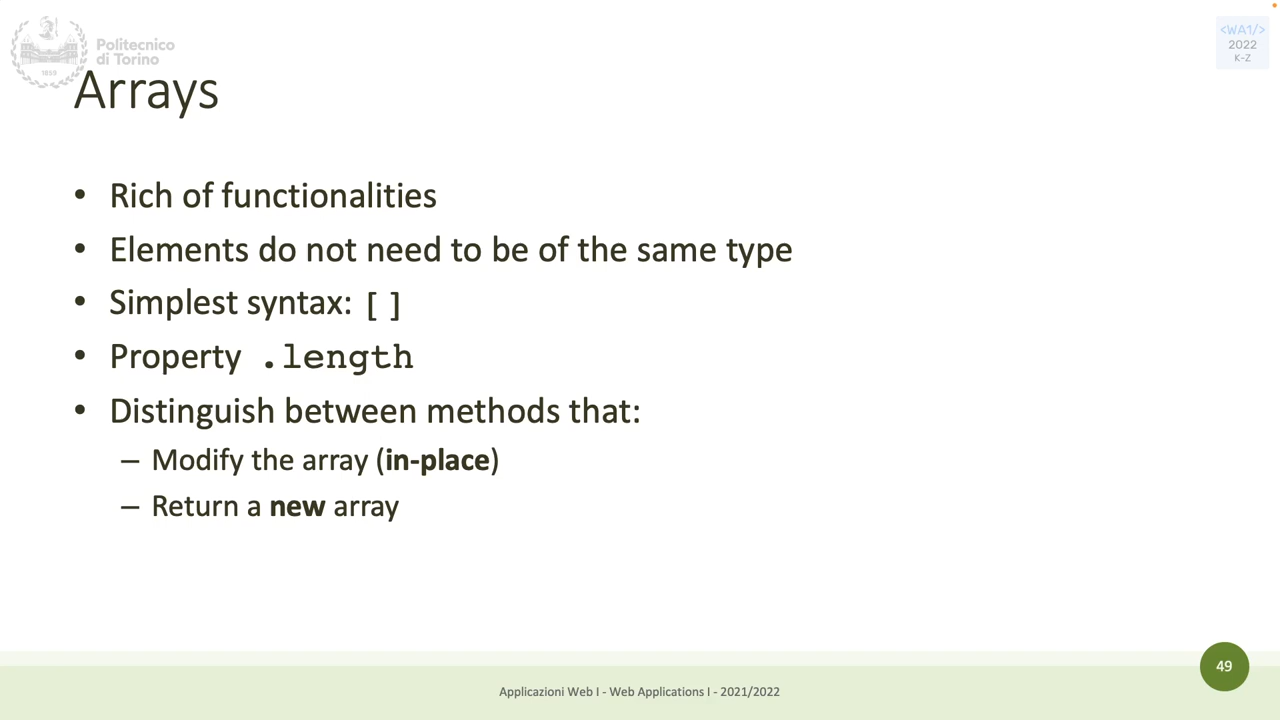 Politecnico
di Torino
1859
<WA1/>
2022
K-Z
Arrays
• Rich of functionalities
• Elements do not need to be of the same type
• Simplest syntax: []
• Property .length
• Distinguish between methods that:
– Modify the array (in-place)
– Return a new array
49
Applicazioni Web I - Web Applications I - 2021/2022